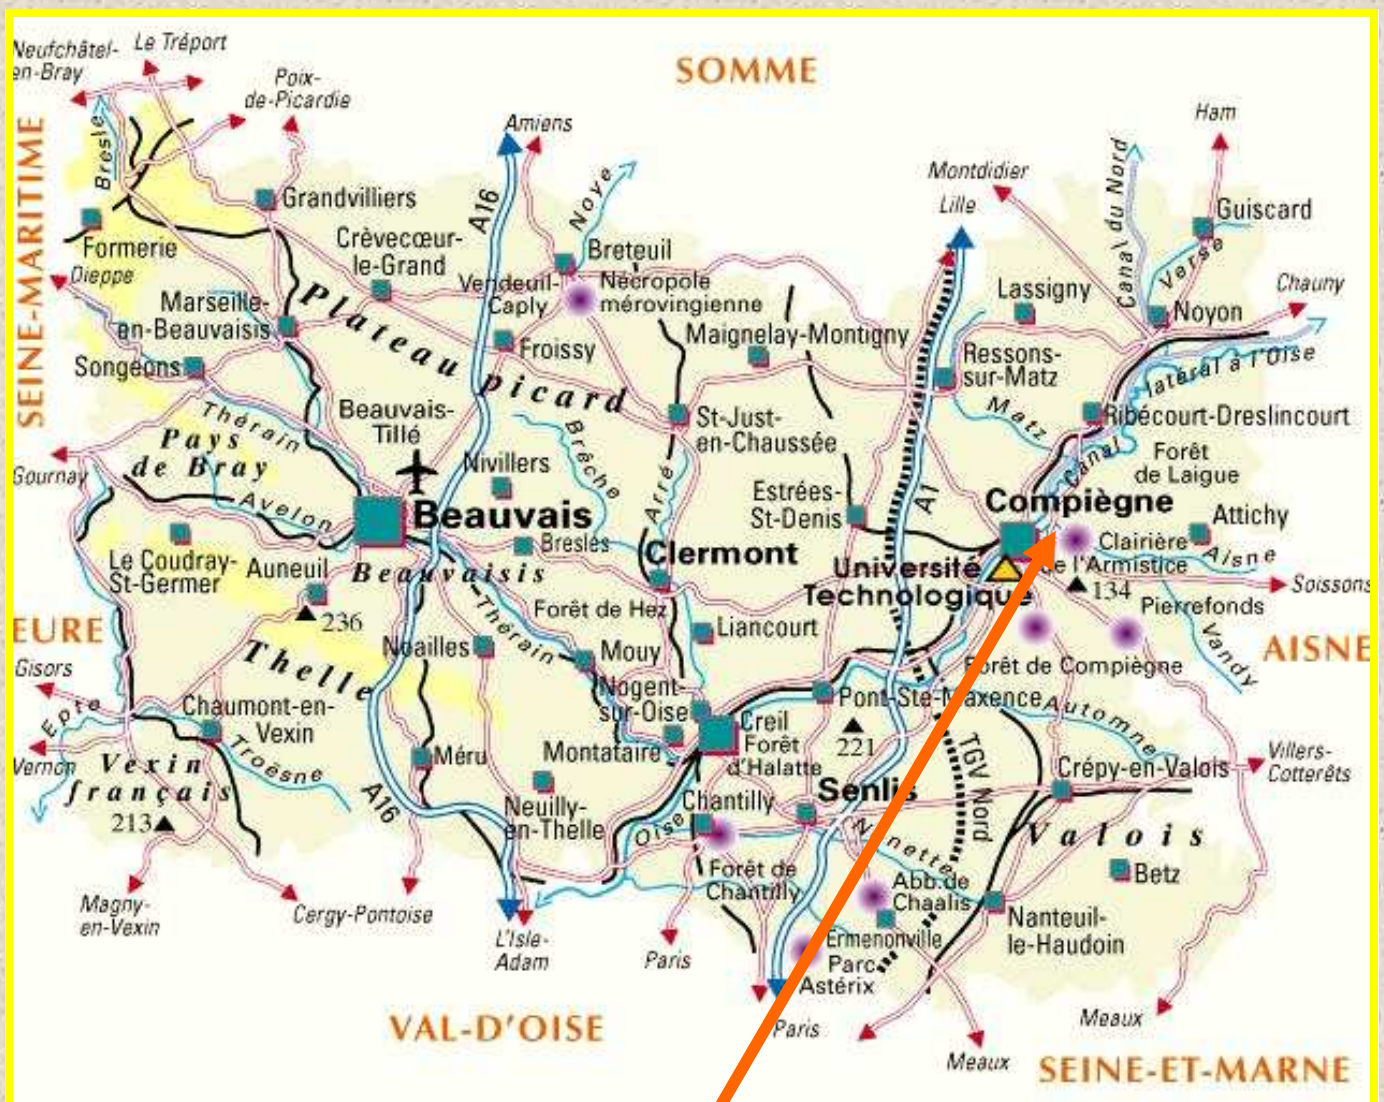 Neufchâtel-
en-Bray
Le Tréport
Poix-
de-Picardie
SOMME
Amiens
Ham
SEINE-MARITIME
Bresle
A16
Noye
Montdidier
Lille
Canal du Nord
Grandvilliers
Guiscard
Formerie
Crèvecœur-
le-Grand
Breteuil
Verse
Dieppe
Vendeuil-
Caply
Nécropole
mérovingienne
Lassigny
Chauny
Marseille-
en-Beauvaisis
Plateau picard
Noyon
Maignelay-Montigny
Froissy
Songeons
Ressons-
sur-Matz
latéral à l'Oise
Thérain
Beauvais-
Tillé
Matz
Ribécourt-Dreslincourt
St-Just-
en-Chaussée
Pays
de Bray
Brêche
Forêt
de Laigue
Gournay
Nivillers
Arré
Canal
Estrées-
St-Denis
A1
Compiègne
Avelon
Beauvais
Attichy
Bresles
Clermont
Clairière
de l'Armistice
Aisne
Le Coudray-
St-Germer
Auneuil
Beauvaisis
Université
Technologique
134
Soissons
Thérain
Forêt de Hez
Pierrefonds
236
EURE
Liancourt
Vandy
AISNE
Noailles
Mouy
Thelle
Forêt de Compiègne
Gisors
Nogent-
sur-Oise
Pont-Ste-Maxence
Epte
Chaumont-en-
Vexin
Creil
Automne
Forêt
d'Halatte
221
TGV Nord
Troësne
Montataire
Méru
Villers-
Cotterêts
Vernon
Vexin
français
Crépy-en-Valois
A16
Senlis
213
Neuilly-
en-Thelle
Chantilly
Oise
Nonette
Valois
Forêt de
Chantilly
Abb. de
Chaalis
Betz
Magny-
en-Vexin
Cergy-Pontoise
Nanteuil-
le-Haudoin
L'Isle-
Adam
Paris
Ermenonville
Parc
Astérix
VAL-D'OISE
Paris
Meaux
Meaux
SEINE-ET-MARNE